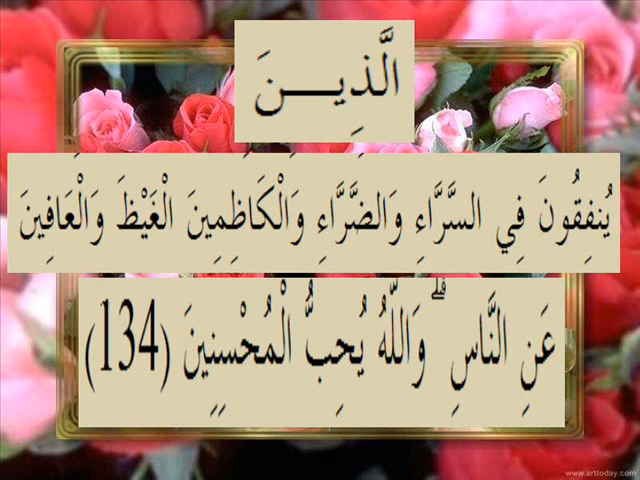 الَّذِيـــنَ
يُنفِقُونَ فِي السَّرَّاءِ وَالضَّرَّاءِ وَالْكَاظِمِينَ الْغَيْظَ وَالْعَافِينَ
عَنِ النَّاسِ ۗ وَاللَّهُ يُحِبُّ الْمُحْسِنِينَ (134)
www.arttoday.com